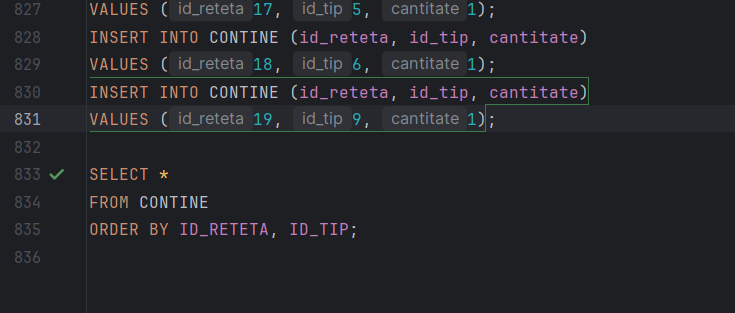 827 VALUES ( id_reteta 17, id_tip 5, cantitate 1);
828 INSERT INTO CONTINE (id_reteta, id_tip, cantitate)
829 VALUES ( id_reteta 18, id_tip 6, cantitate 1);
830 INSERT INTO CONTINE (id_reteta, id_tip, cantitate)
831 VALUES ( id_reteta 19, id_tip 9, cantitate 1);
832
833 SELECT *
834 FROM CONTINE
835 ORDER BY ID_RETETA, ID_TIP;
836